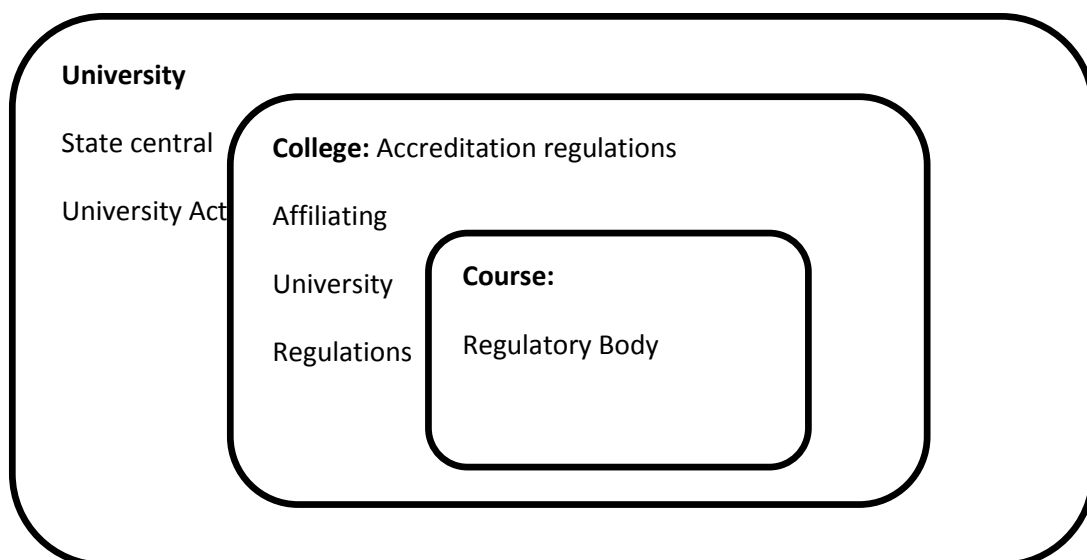 University
State central
University Act
College: Accreditation regulations
Affiliating
University
Regulations
Course:
Regulatory Body